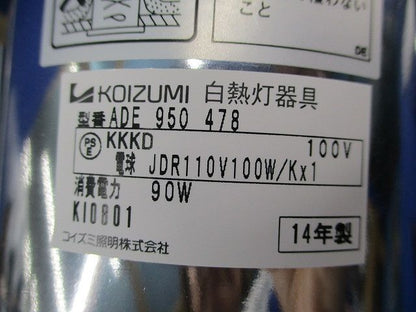 こと
KOIZUMI 白熱灯器具
型番 ADE 950 478
PS E KKKD 100V
電球 JDR110V100W/K×1
消費電力 90W
KI0801
コイズミ照明株式会社
14年製